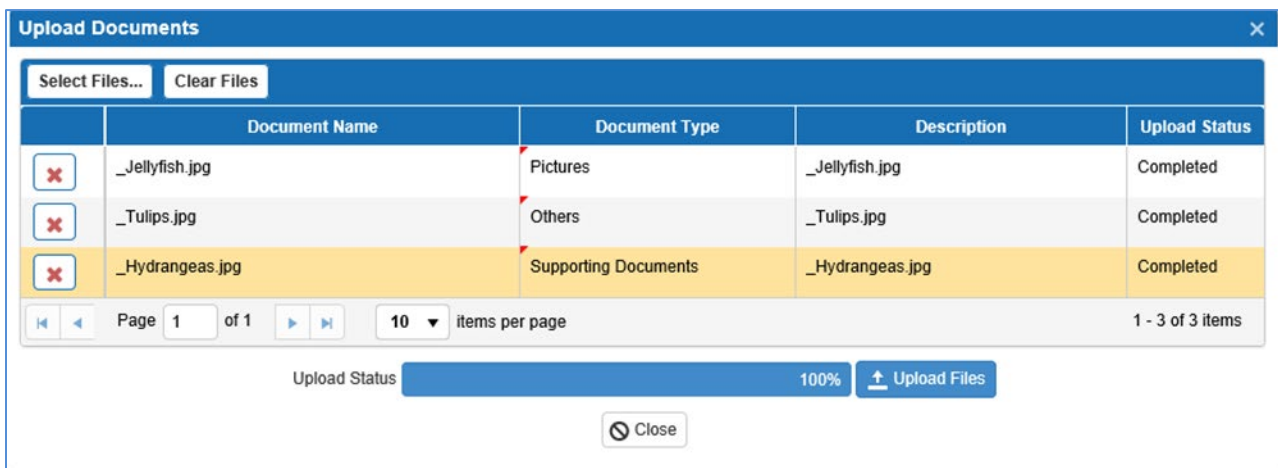 Upload Documents
Select Files... Clear Files
Document Name Document Type Description Upload Status
_Jellyfish.jpg Pictures _Jellyfish.jpg Completed
_Tulips.jpg Others _Tulips.jpg Completed
_Hydrangeas.jpg Supporting Documents _Hydrangeas.jpg Completed
Page 1 of 1 10 items per page 1 - 3 of 3 items
Upload Status 100% Upload Files
Close